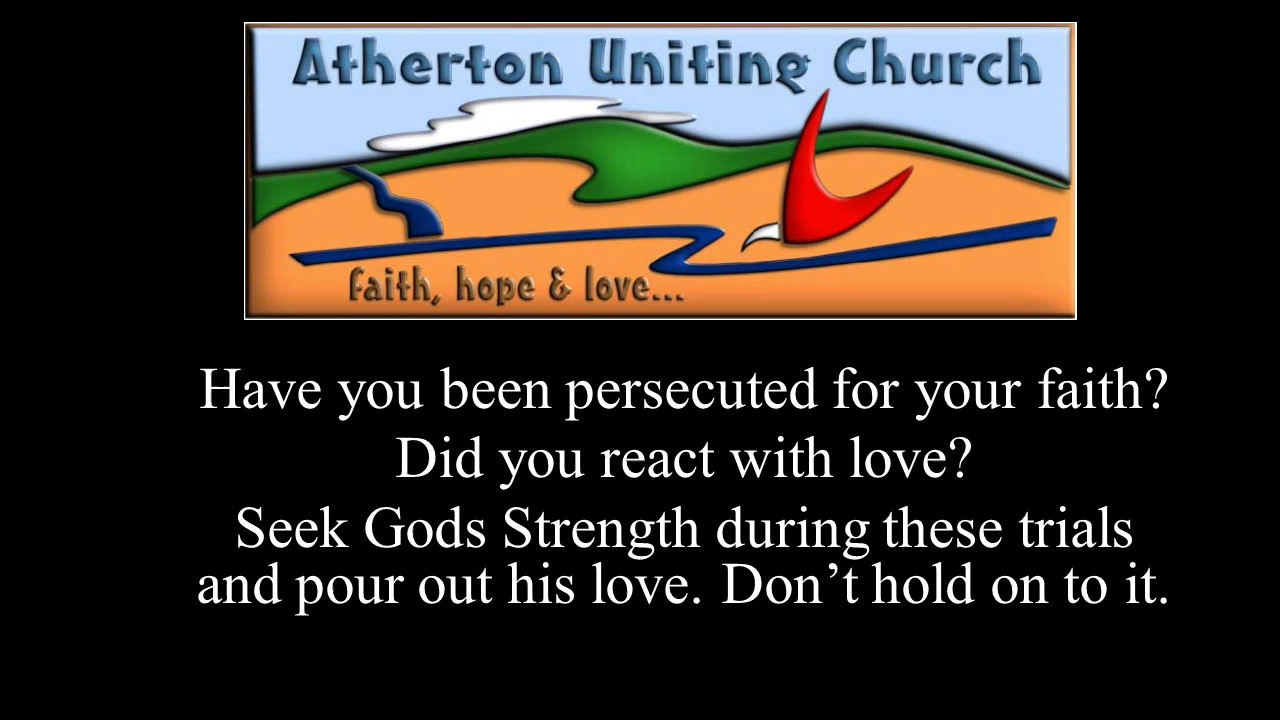 Atherton Uniting Church
faith, hope & love...
Have you been persecuted for your faith?
Did you react with love?
Seek Gods Strength during these trials
and pour out his love. Don’t hold on to it.